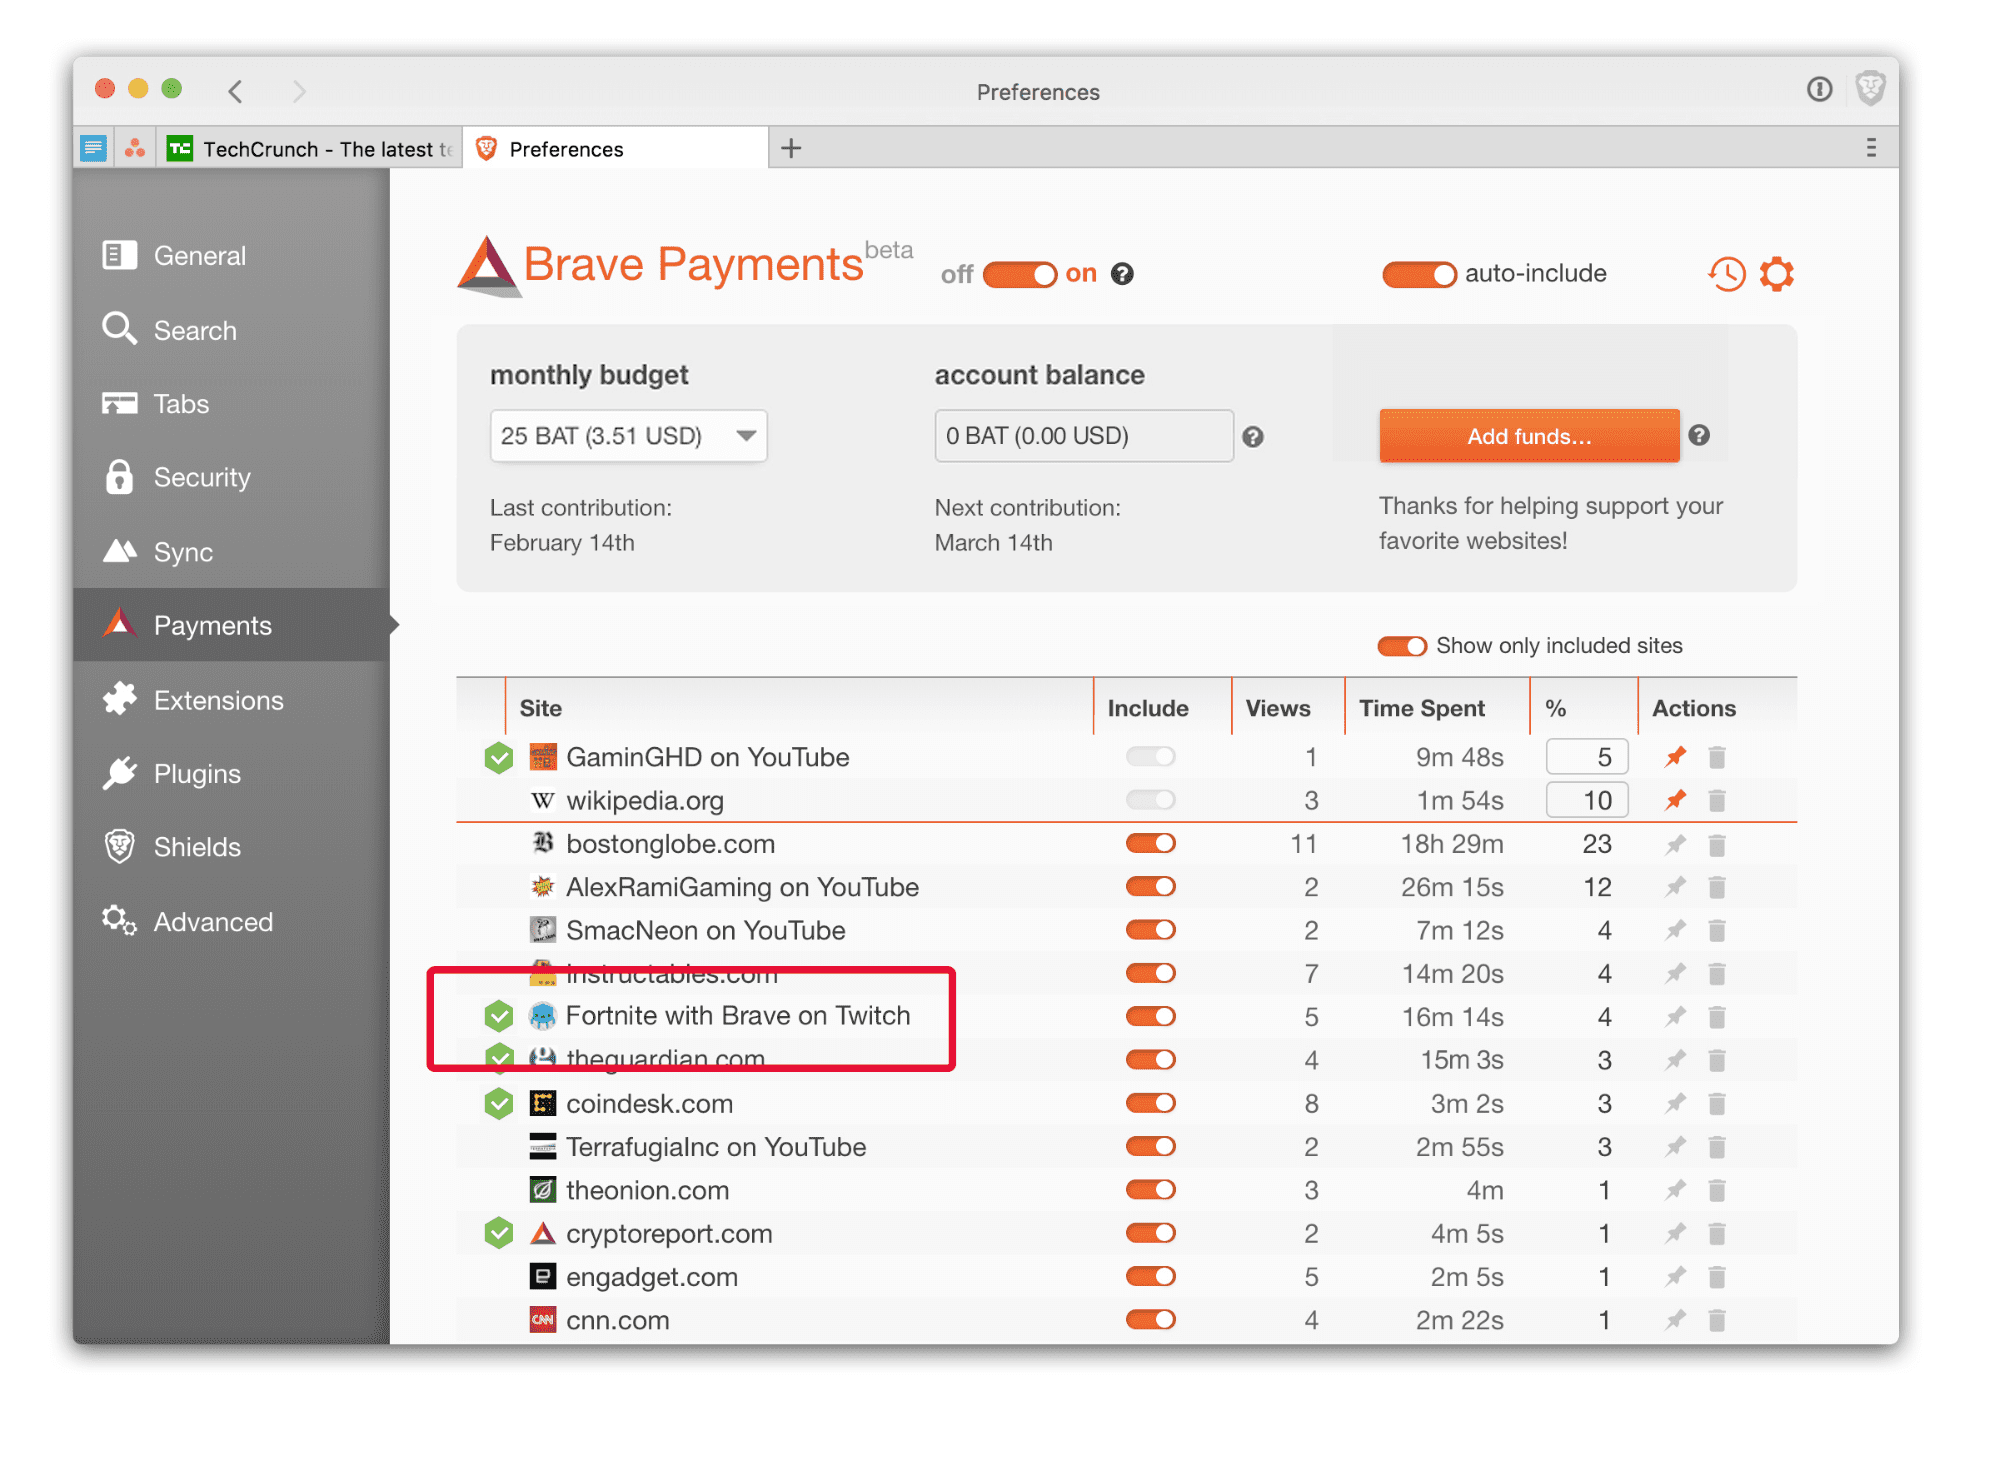 Preferences
TC TechCrunch - The latest te
Preferences
General
Search
Tabs
Security
Sync
Payments
Extensions
Plugins
Shields
Advanced
Brave Payments beta
off on ?
auto-include
monthly budget
25 BAT (3.51 USD)
Last contribution:
February 14th
account balance
0 BAT (0.00 USD) ?
Next contribution:
March 14th
Add funds... ?
Thanks for helping support your
favorite websites!
Show only included sites
Site Include Views Time Spent % Actions
GaminGHD on YouTube 1 9m 48s 5
W wikipedia.org 3 1m 54s 10
B bostonglobe.com 11 18h 29m 23
AlexRamiGaming on YouTube 2 26m 15s 12
SmacNeon on YouTube 2 7m 12s 4
instructables.com 7 14m 20s 4
Fortnite with Brave on Twitch 5 16m 14s 4
theguardian.com 4 15m 3s 3
coindesk.com 8 3m 2s 3
TerrafugiaInc on YouTube 2 2m 55s 3
theonion.com 3 4m 1
cryptoreport.com 2 4m 5s 1
e engadget.com 5 2m 5s 1
CNN cnn.com 4 2m 22s 1